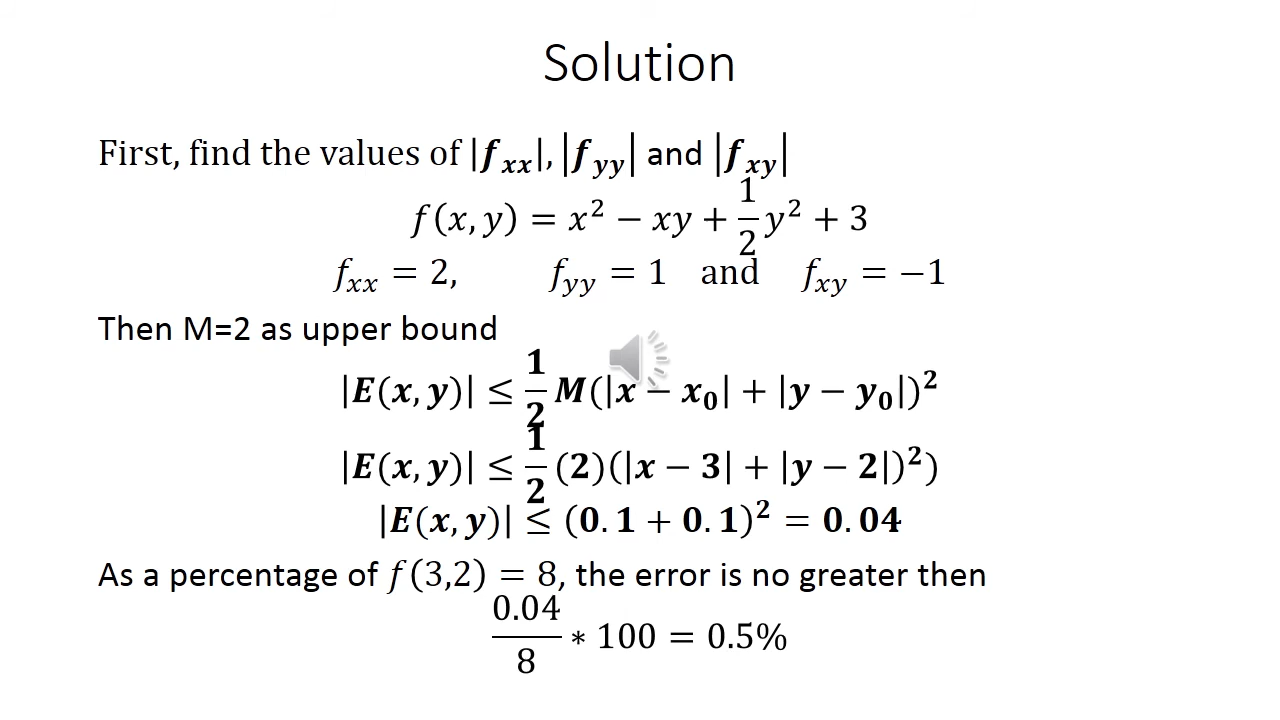 Solution
First, find the values of |f_xx|, |f_yy| and |f_xy|
f(x, y) = x² − xy + 1/2 y² + 3
f_xx = 2, f_yy = 1 and f_xy = −1
Then M=2 as upper bound
|E(x, y)| ≤ 1/2 M(|x − x₀| + |y − y₀|)²
|E(x, y)| ≤ 1/2 (2)(|x − 3| + |y − 2|)²)
|E(x, y)| ≤ (0.1 + 0.1)² = 0.04
As a percentage of f(3,2) = 8, the error is no greater then
0.04/8 ∗ 100 = 0.5%